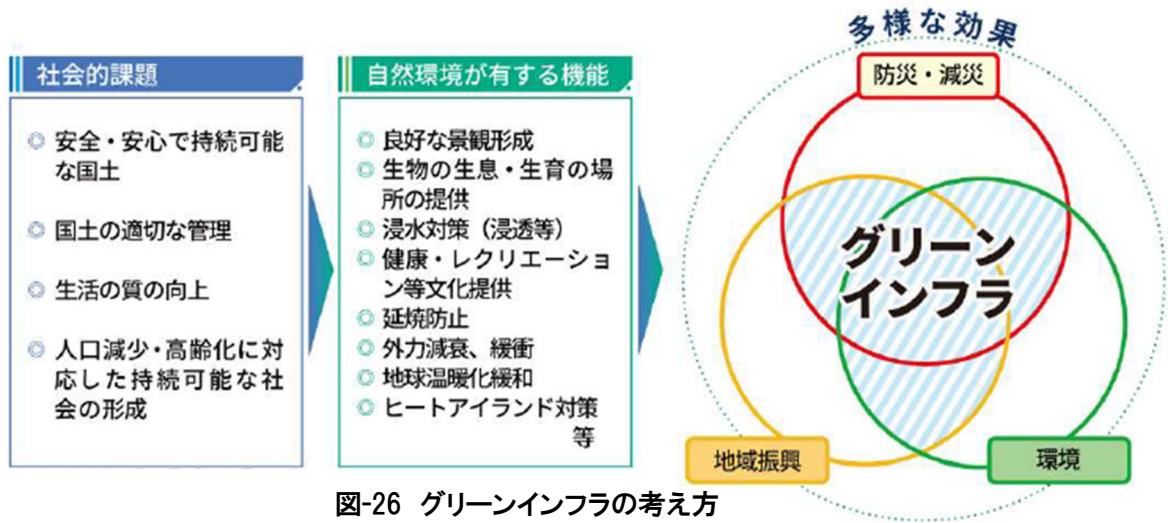 社会的課題
◎ 安全・安心で持続可能
な国土
◎ 国土の適切な管理
◎ 生活の質の向上
◎ 人口減少・高齢化に対
応した持続可能な社
会の形成
自然環境が有する機能
◎ 良好な景観形成
◎ 生物の生息・生育の場
所の提供
◎ 浸水対策（浸透等）
◎ 健康・レクリエーショ
ン等文化提供
◎ 延焼防止
◎ 外力減衰、緩衝
◎ 地球温暖化緩和
◎ ヒートアイランド対策
等
多様な効果
防災・減災
グリーン
インフラ
地域振興
環境
図-26 グリーンインフラの考え方